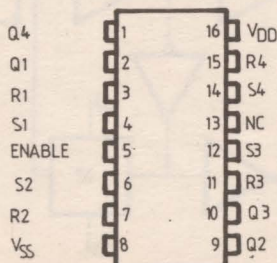 Q4 1 16 VDD
Q1 2 15 R4
R1 3 14 S4
S1 4 13 NC
ENABLE 5 12 S3
S2 6 11 R3
R2 7 10 Q3
VSS 8 9 Q2